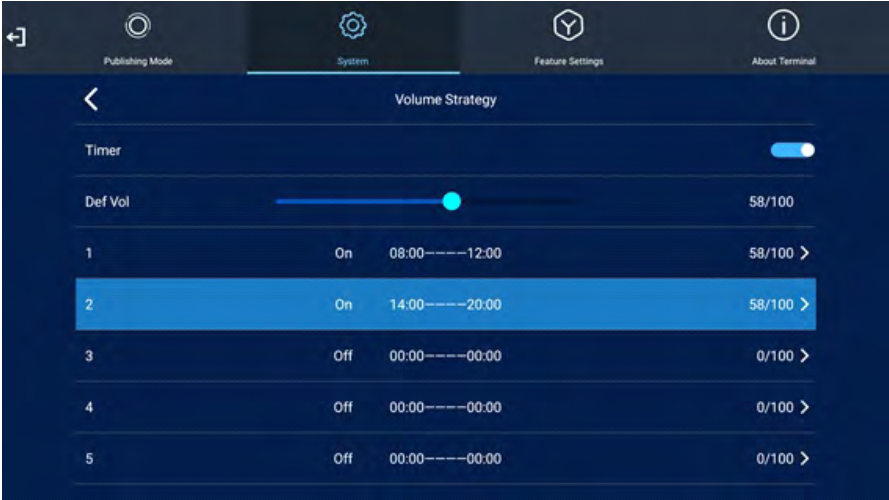 Publishing Mode System Feature Settings About Terminal
Volume Strategy
Timer
Def Vol 58/100
1 On 08:00————12:00 58/100
2 On 14:00————20:00 58/100
3 Off 00:00————00:00 0/100
4 Off 00:00————00:00 0/100
5 Off 00:00————00:00 0/100